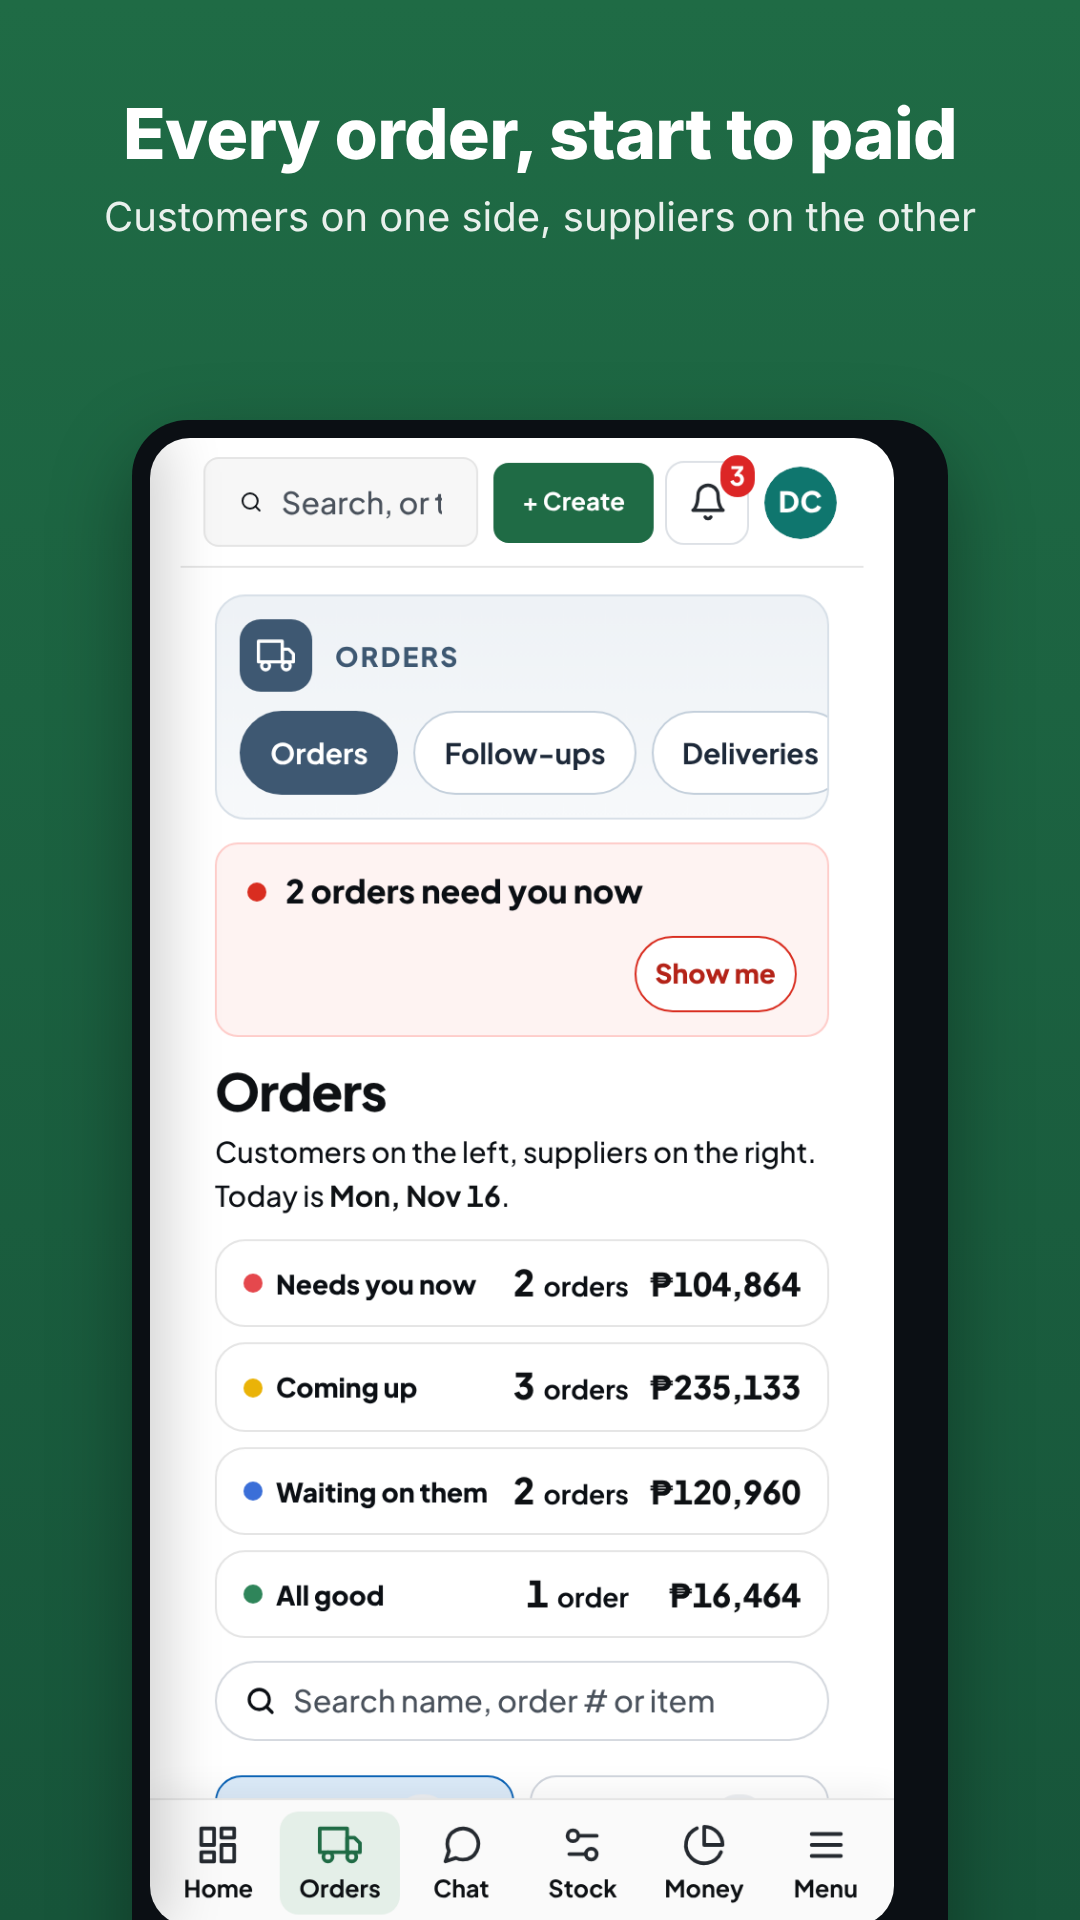 Every order, start to paid
Customers on one side, suppliers on the other
Search, or t
+ Create
3
DC
ORDERS
Orders
Follow-ups
Deliveries
2 orders need you now
Show me
Orders
Customers on the left, suppliers on the right.
Today is Mon, Nov 16.
Needs you now 2 orders ₱104,864
Coming up 3 orders ₱235,133
Waiting on them 2 orders ₱120,960
All good 1 order ₱16,464
Search name, order # or item
Home
Orders
Chat
Stock
Money
Menu